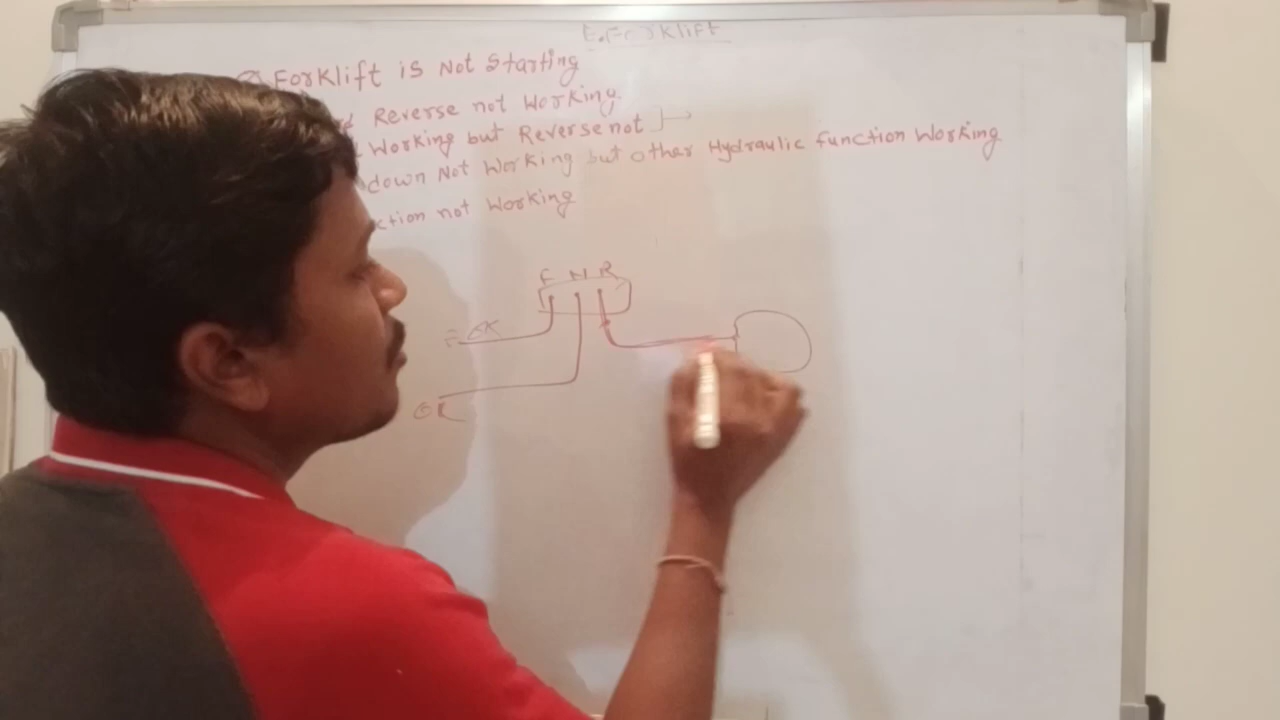 E.Forklift
Forklift is Not Starting
Reverse not Working
Working but Reverse not
down Not Working but other Hydraulic function Working
ction not Working
F N R
OK